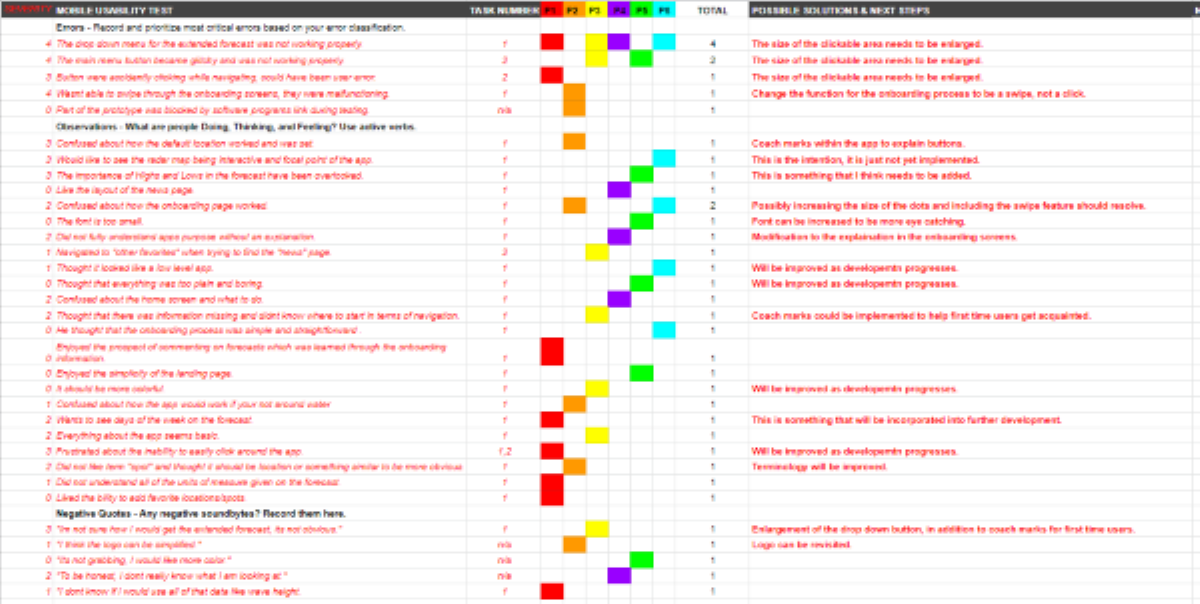 SEVERITY MOBILE USABILITY TEST TASK NUMBER P1 P2 P3 P4 P5 P6 TOTAL POSSIBLE SOLUTIONS & NEXT STEPS
Errors - Record and prioritize most critical errors based on your error classification.
4 The drop down menu for the extended forecast was not working properly. 1 4 The size of the clickable area needs to be enlarged.
4 The main menu button became glitchy and was not working properly. 2 2 The size of the clickable area needs to be enlarged.
3 Button were accidently clicking while navigating, could have been user error. 2 1 The size of the clickable area needs to be enlarged.
4 Wasnt able to swipe through the onboarding screens, they were malfunctioning. 1 1 Change the function for the onboarding process to be a swipe, not a click.
0 Part of the prototype was blocked by software programs link during testing. n/a 1
Observations - What are people Doing, Thinking, and Feeling? Use active verbs.
3 Confused about how the default location worked and was set. 1 1 Coach marks within the app to explain buttons.
3 Would like to see the radar map being interactive and focal point of the app. 1 1 This is the intention, it is just not yet implemented.
3 The importance of Highs and Lows in the forecast have been overlooked. 1 1 This is something that I think needs to be added.
0 Like the layout of the news page. 1 1
2 Confused about how the onboarding page worked. 1 2 Possibly increasing the size of the dots and including the swipe feature should resolve.
0 The font is too small. 1 1 Font can be increased to be more eye catching.
2 Did not fully understand apps purpose without an explanation. 1 1 Modification to the explaination in the onboarding screens.
1 Navigated to "other favorites" when trying to find the "news" page. 2 1
1 Thought it looked like a low level app. 1 1 Will be improved as developemtn progresses.
0 Thought that everything was too plain and boring. 1 1 Will be improved as developemtn progresses.
2 Confused about the home screen and what to do. 1 1
2 Thought that there was information missing and didnt know where to start in terms of navigation. 1 1 Coach marks could be implemented to help first time users get acquainted.
0 He thought that the onboarding process was simple and straightforward. 1 1
Enjoyed the prospect of commenting on forecasts which was learned through the onboarding
0 information. 1 1
0 Enjoyed the simplicity of the landing page. 1 1
0 It should be more colorful. 1 1 Will be improved as developemtn progresses.
1 Confused about how the app would work if your not around water 1 1
2 Wants to see days of the week on the forecast. 1 1 This is something that will be incorporated into further development.
2 Everything about the app seems basic. 1 1
3 Frustrated about the inability to easily click around the app. 1,2 1 Will be improved as developemtn progresses.
2 Did not like term "spot" and thought it should be location or something similar to be more obvious. 1 1 Terminology will be improved.
1 Did not understand all of the units of measure given on the forecast. 1 1
0 Liked the bility to add favorite locations/spots. 1 1
Negative Quotes - Any negative soundbytes? Record them here.
3 "Im not sure how I would get the extended forecast, its not obvious." 1 1 Enlargement of the drop down button, in addition to coach marks for first time users.
1 "I think the logo can be simplified." n/a 1 Logo can be revisited.
0 "Its not grabbing, I would like more color." n/a 1
2 "To be honest, I dont really know what I am looking at." n/a 1
1 "I dont know if I would use all of that data like wave height. 1 1